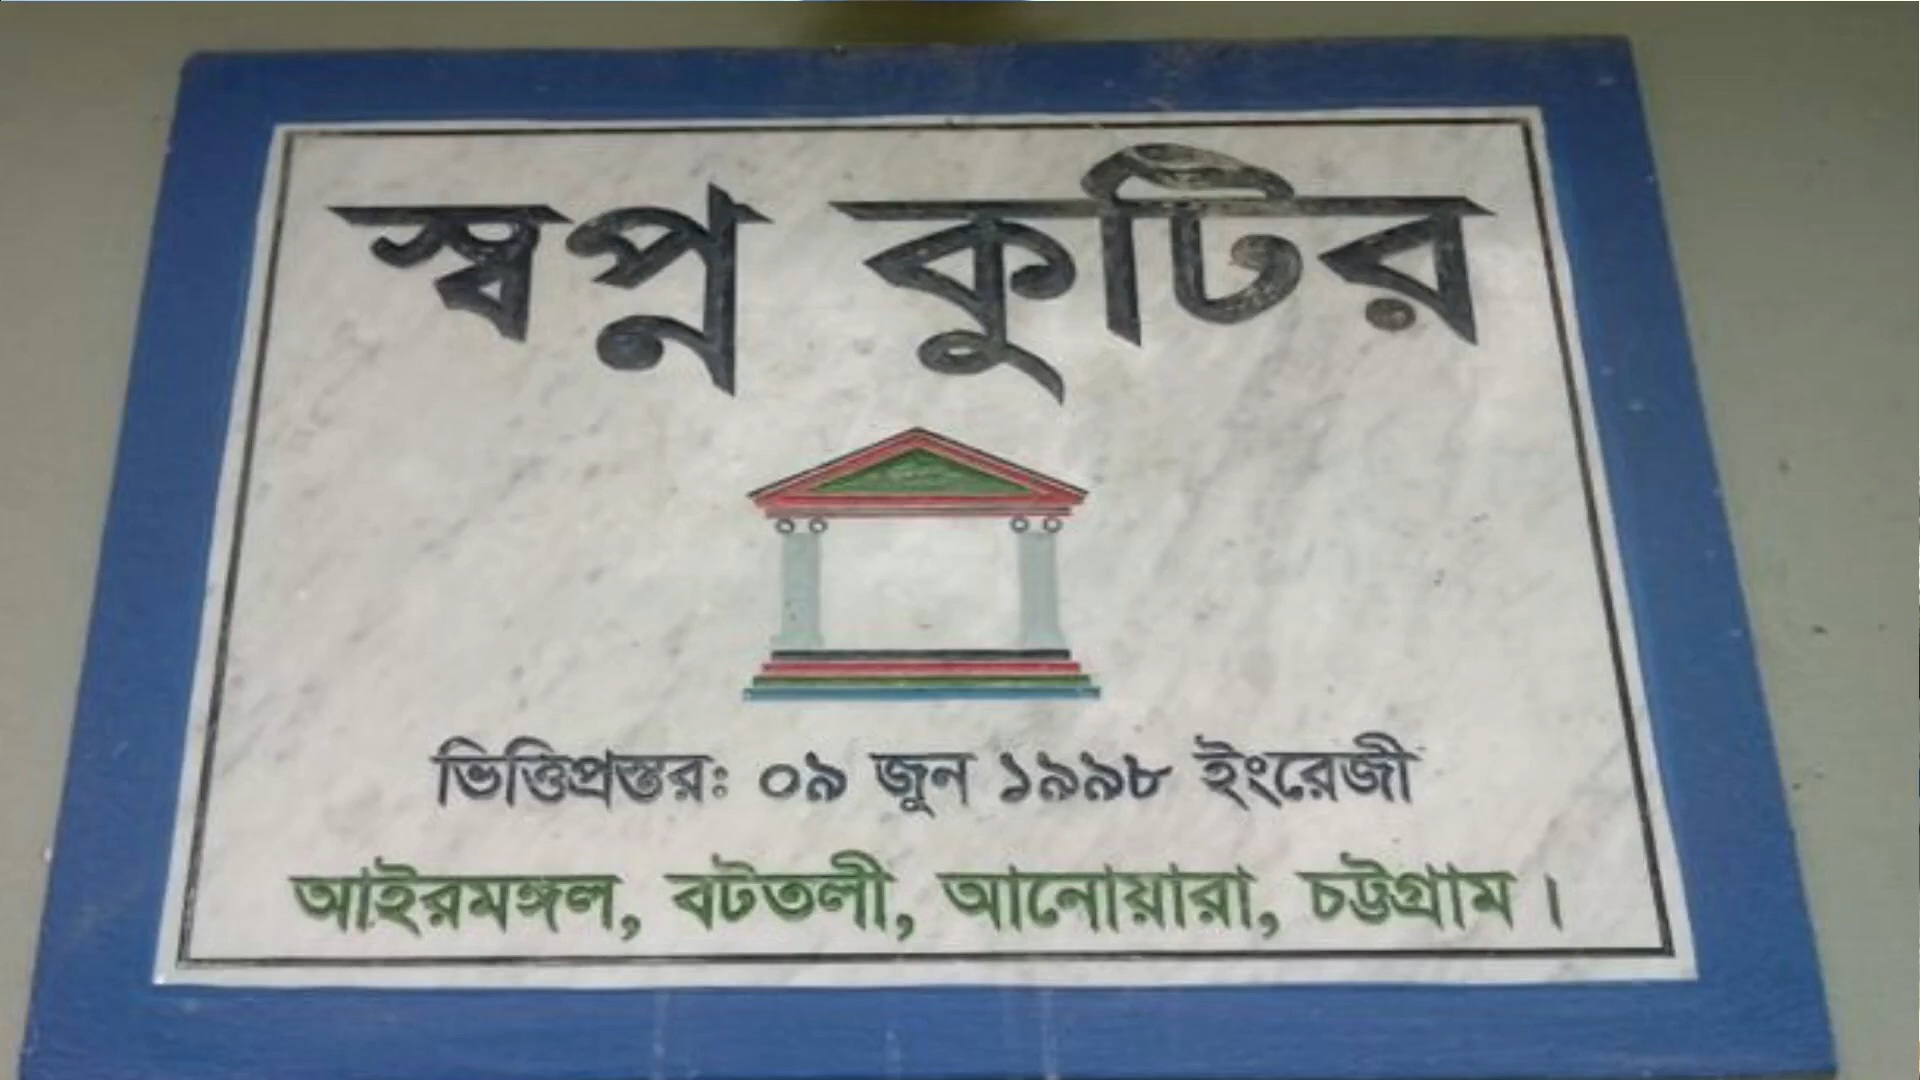 স্বপ্ন কুটির
ভিত্তিপ্রস্তরঃ ০৯ জুন ১৯৯৮ ইংরেজী
আইরমঙ্গল, বটতলী, আনোয়ারা, চট্টগ্রাম ।